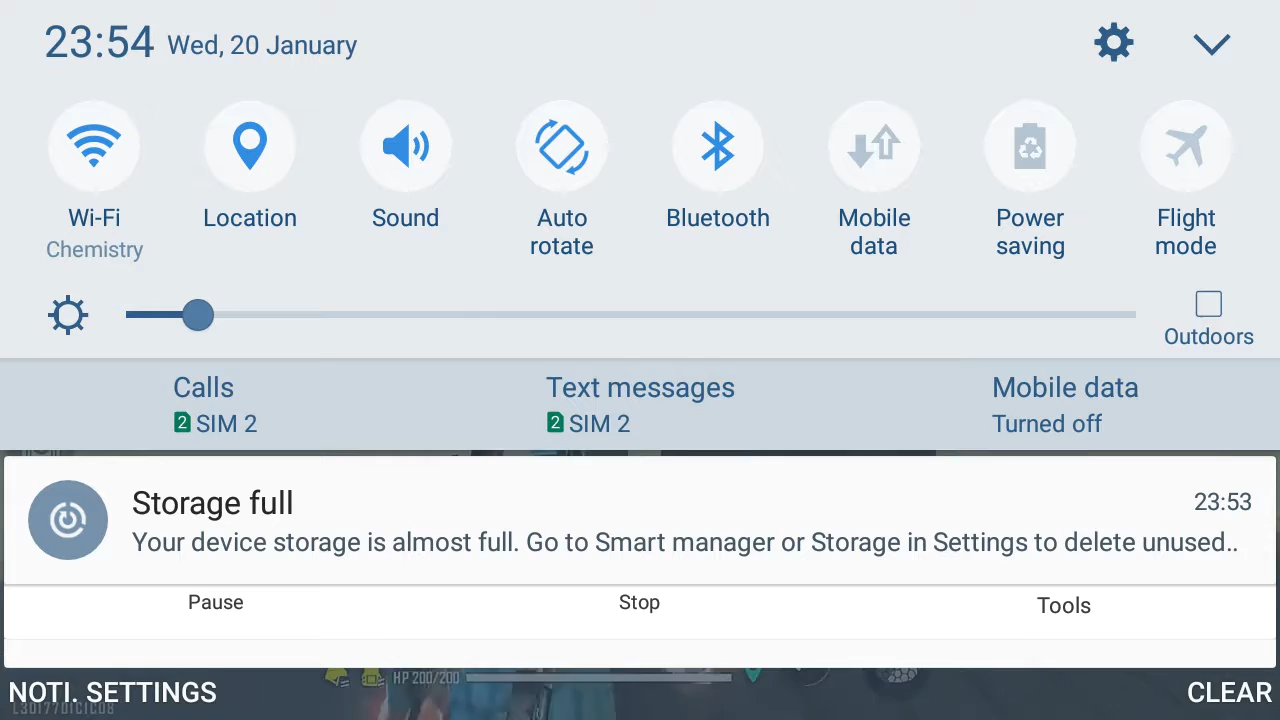 23:54 Wed, 20 January
Wi-Fi
Chemistry
Location
Sound
Auto
rotate
Bluetooth
Mobile
data
Power
saving
Flight
mode
Outdoors
Calls
2 SIM 2
Text messages
2 SIM 2
Mobile data
Turned off
Storage full
23:53
Your device storage is almost full. Go to Smart manager or Storage in Settings to delete unused..
Pause
Stop
Tools
HP 200/200
NOTI. SETTINGS
CLEAR